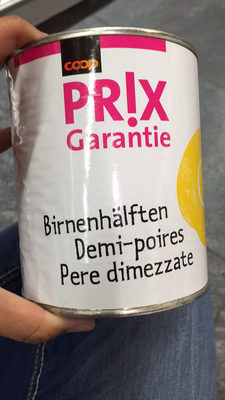 coop
PR!X
Garantie
Birnenhälften
Demi-poires
Pere dimezzate